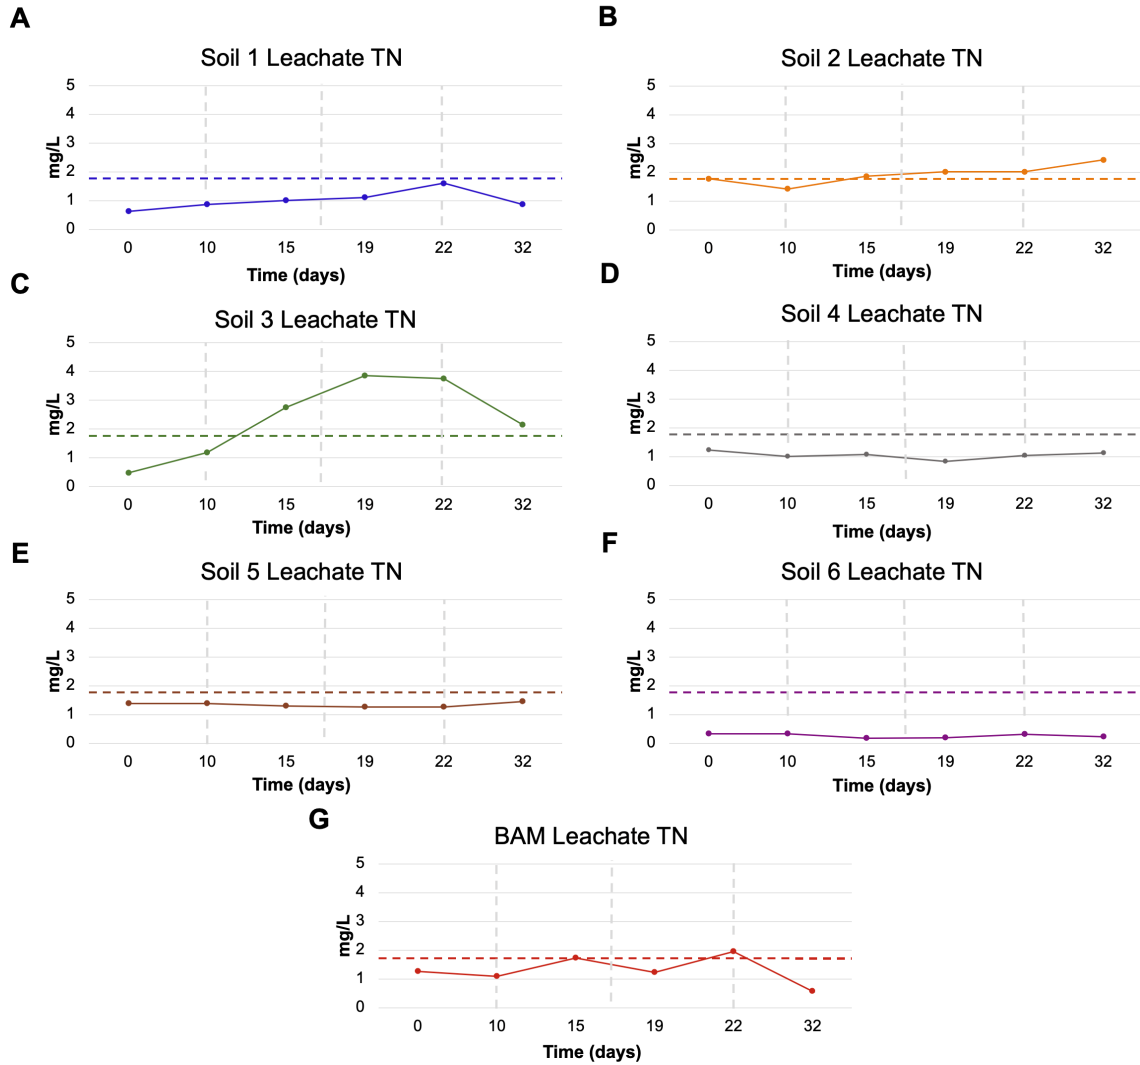 A
Soil 1 Leachate TN
5
4
3
2
1
0
mg/L
0 10 15 19 22 32
Time (days)
B
Soil 2 Leachate TN
5
4
3
2
1
0
mg/L
0 10 15 19 22 32
Time (days)
C
Soil 3 Leachate TN
5
4
3
2
1
0
mg/L
0 10 15 19 22 32
Time (days)
D
Soil 4 Leachate TN
5
4
3
2
1
0
mg/L
0 10 15 19 22 32
Time (days)
E
Soil 5 Leachate TN
5
4
3
2
1
0
mg/L
0 10 15 19 22 32
Time (days)
F
Soil 6 Leachate TN
5
4
3
2
1
0
mg/L
0 10 15 19 22 32
Time (days)
G
BAM Leachate TN
5
4
3
2
1
0
mg/L
0 10 15 19 22 32
Time (days)